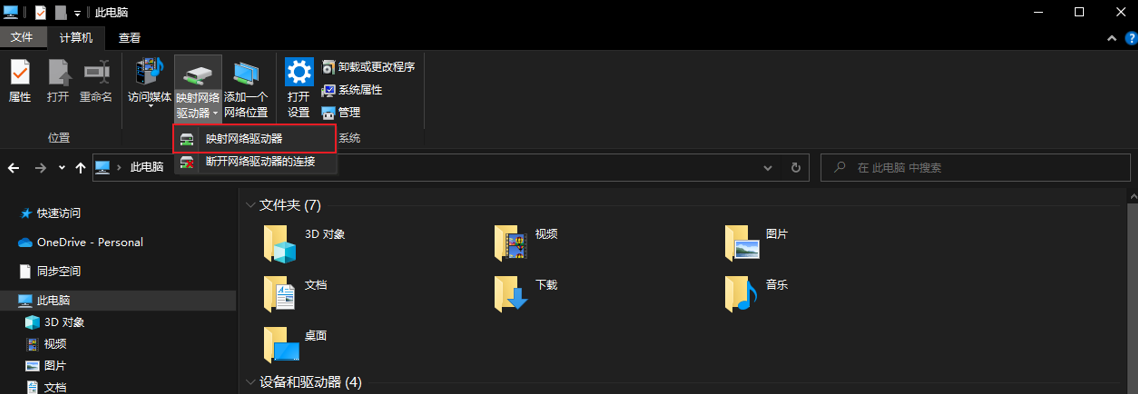 此电脑
文件
计算机
查看
属性
打开
重命名
位置
访问媒体
映射网络
驱动器
添加一个
网络位置
打开
设置
卸载或更改程序
系统属性
管理
系统
映射网络驱动器
断开网络驱动器的连接
此电脑
在 此电脑 中搜索
快速访问
OneDrive - Personal
同步空间
此电脑
3D 对象
视频
图片
文档
文件夹 (7)
3D 对象
视频
图片
文档
下载
音乐
桌面
设备和驱动器 (4)